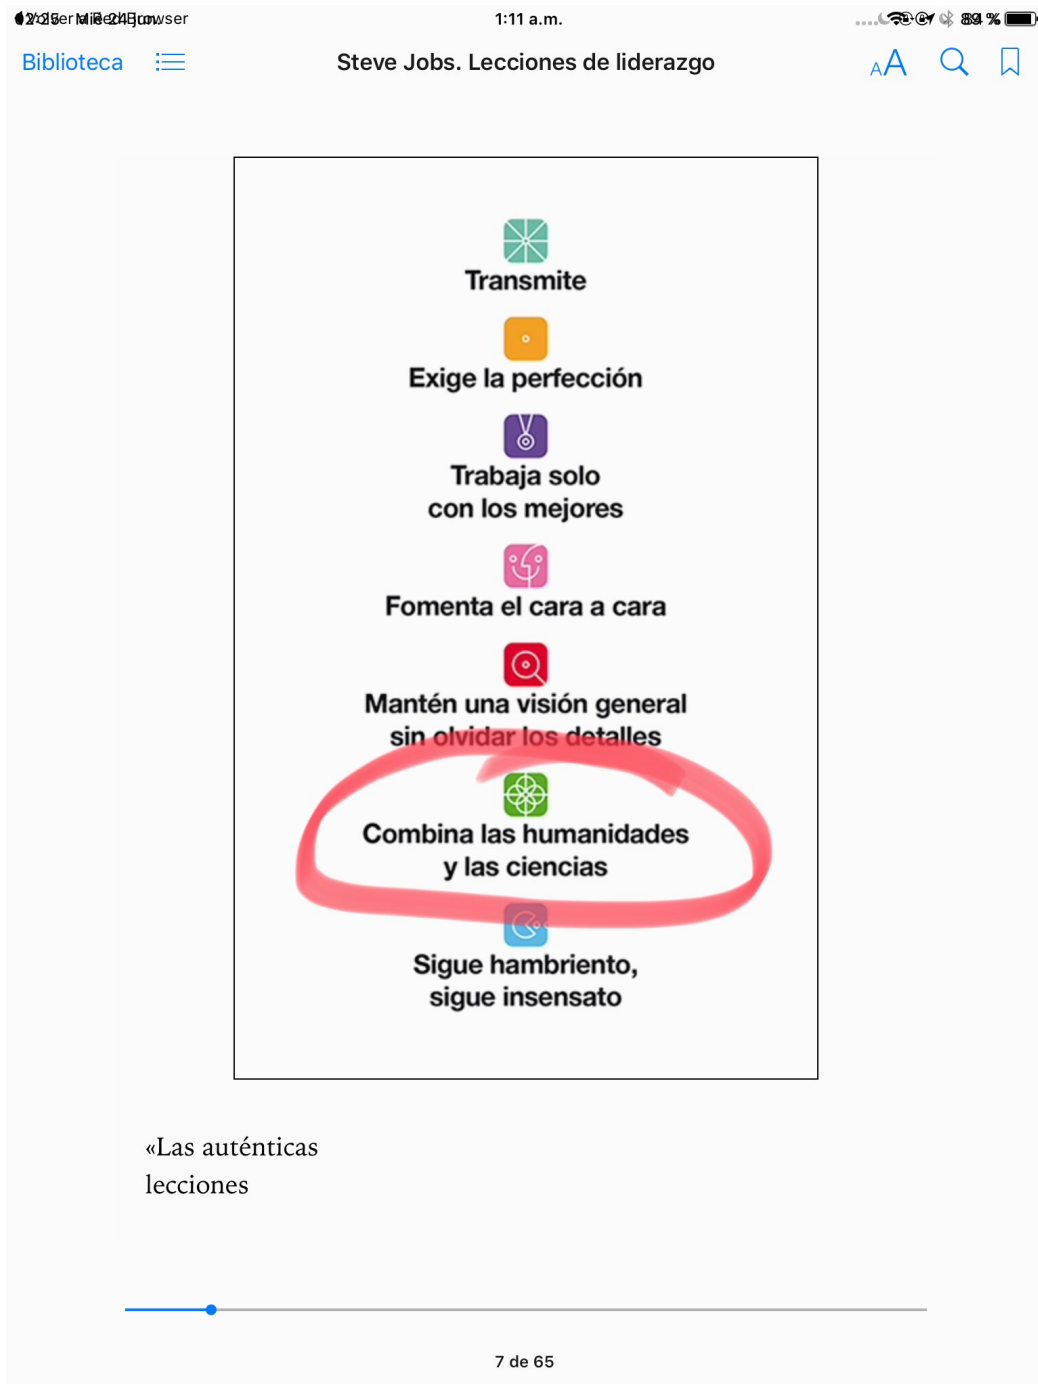 1:11 a.m.
Biblioteca
Steve Jobs. Lecciones de liderazgo
AA
Transmite
Exige la perfección
Trabaja solo
con los mejores
Fomenta el cara a cara
Mantén una visión general
sin olvidar los detalles
Combina las humanidades
y las ciencias
Sigue hambriento,
sigue insensato
«Las auténticas
lecciones
7 de 65